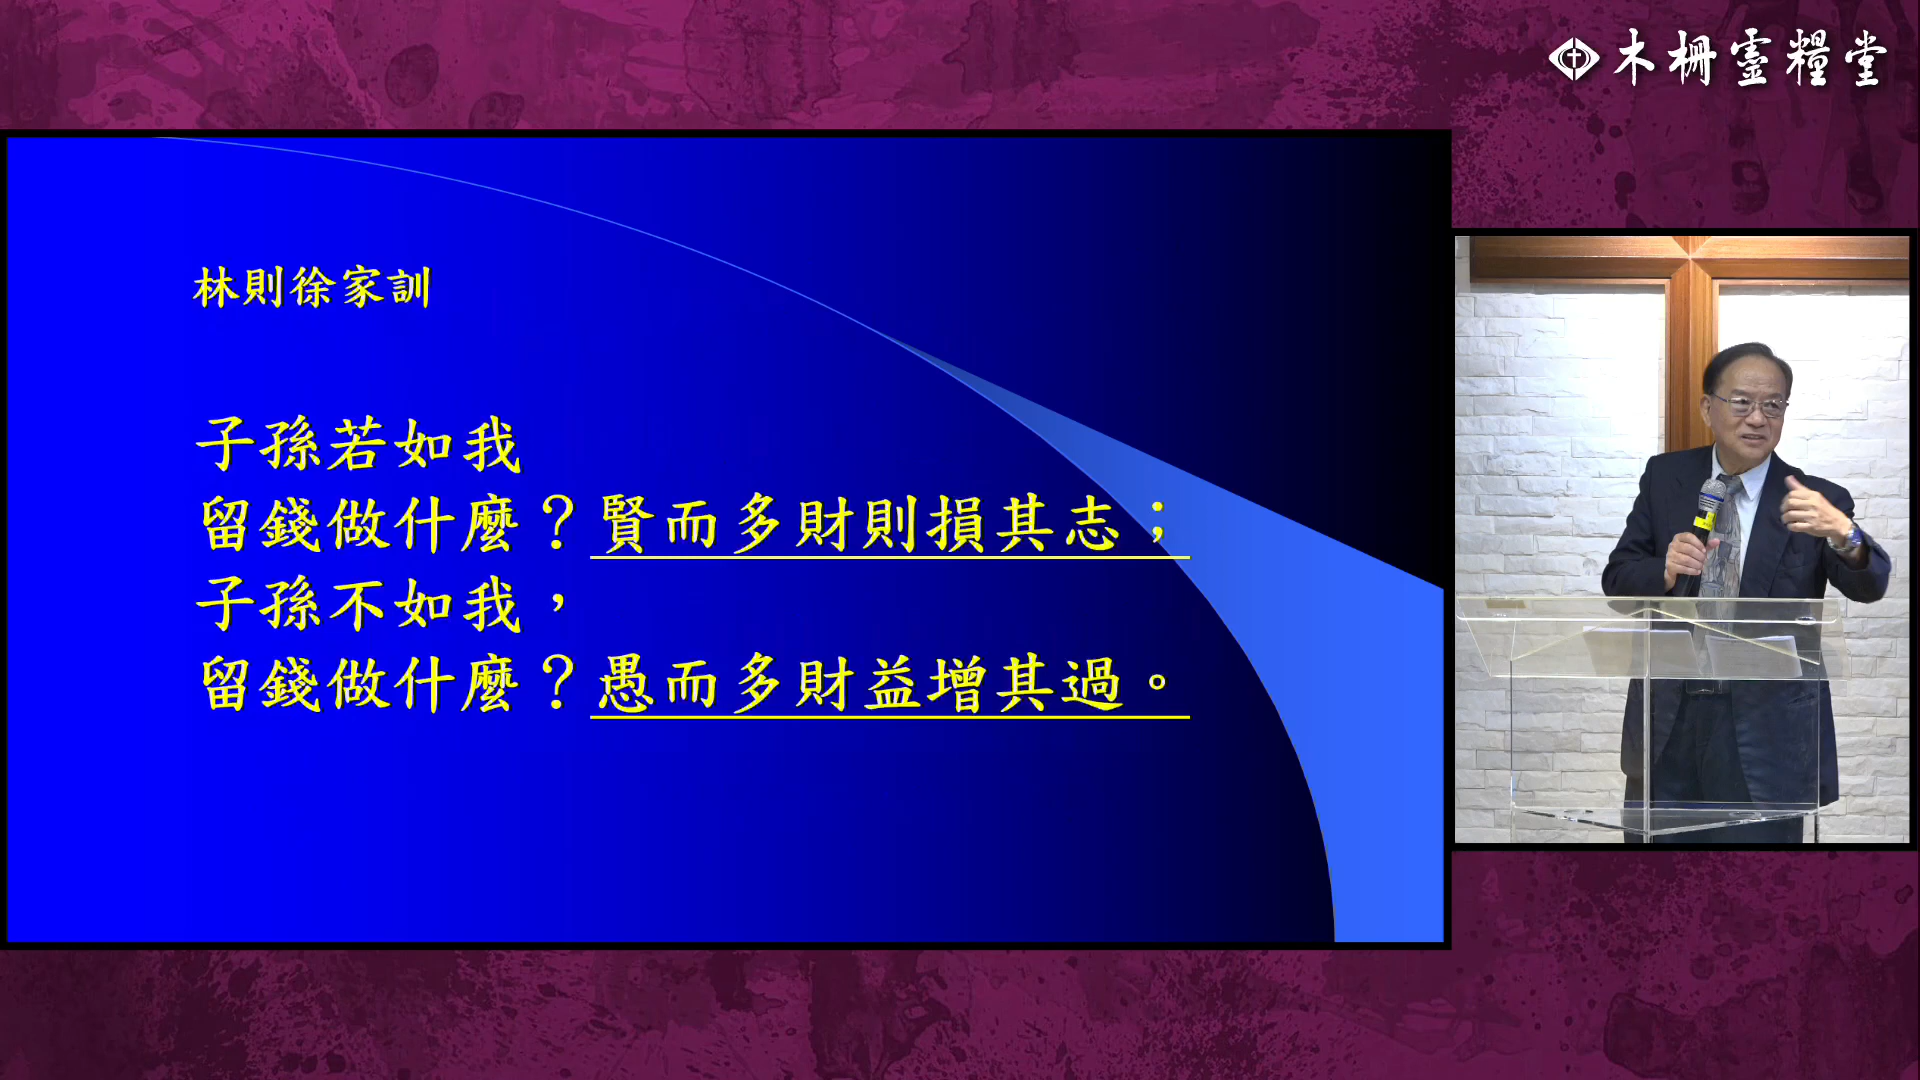 木柵靈糧堂
林則徐家訓
子孫若如我
留錢做什麼？賢而多財則損其志；
子孫不如我，
留錢做什麼？愚而多財益增其過。